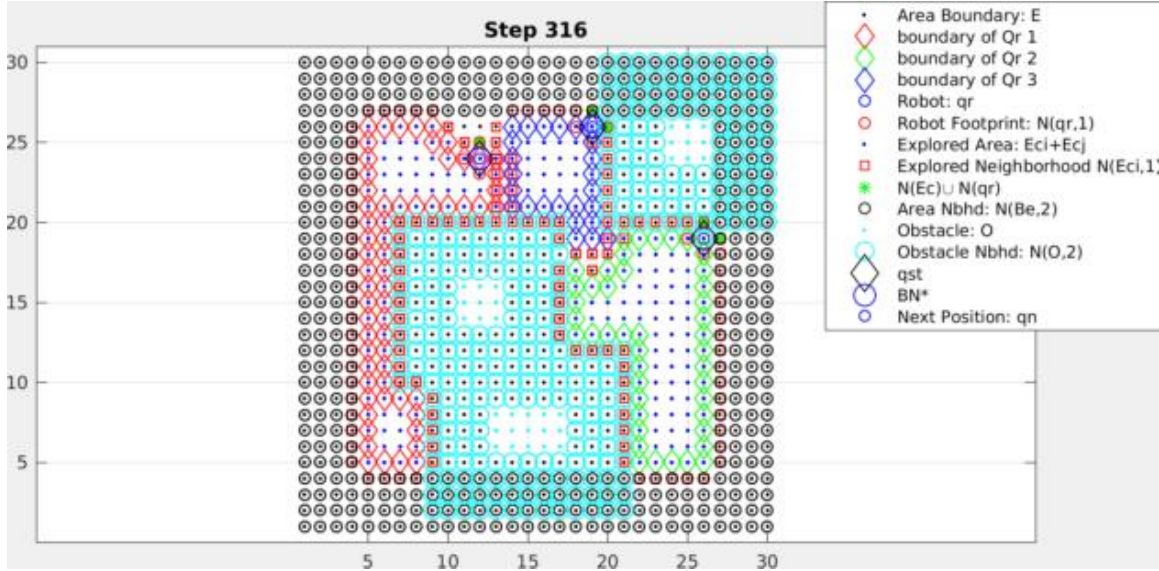 Step 316
Area Boundary: E
boundary of Qr 1
boundary of Qr 2
boundary of Qr 3
Robot: qr
Robot Footprint: N(qr,1)
Explored Area: Eci+Ecj
Explored Neighborhood N(Eci,1)
N(Ec)∪ N(qr)
Area Nbhd: N(Be,2)
Obstacle: O
Obstacle Nbhd: N(O,2)
qst
BN*
Next Position: qn
30
25
20
15
10
5
5 10 15 20 25 30